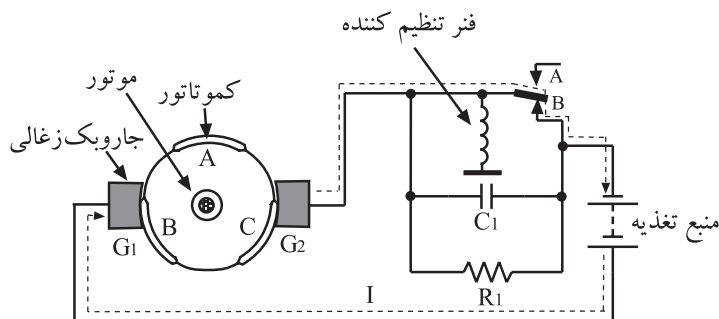 فنر تنظیم کننده
موتور
کموتاتور
جاروبک زغالی
A
B
A
B
C
G1
G2
C1
R1
I
منبع تغذیه